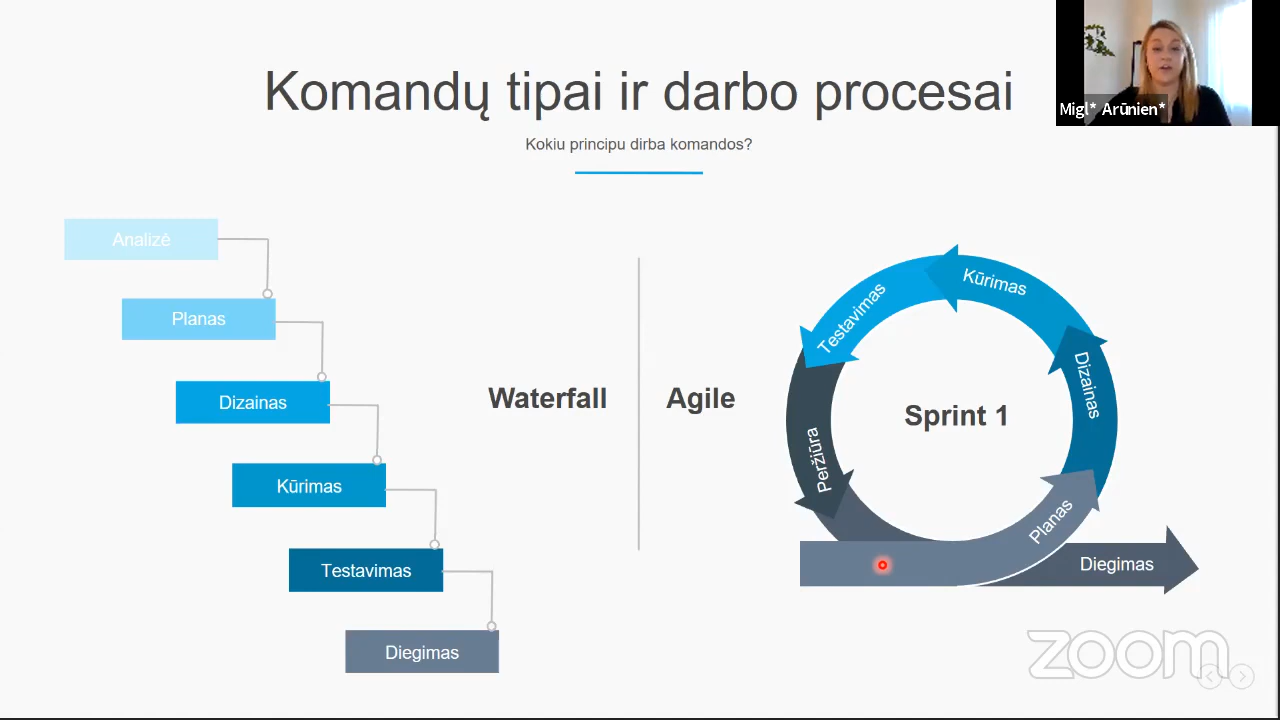 Komandų tipai ir darbo procesai
Kokiu principu dirba komandos?
Migl* Arūnien*
Analizė
Planas
Dizainas
Kūrimas
Testavimas
Diegimas
Waterfall
Agile
Sprint 1
Planas
Dizainas
Kūrimas
Testavimas
Peržiūra
Diegimas
zoom